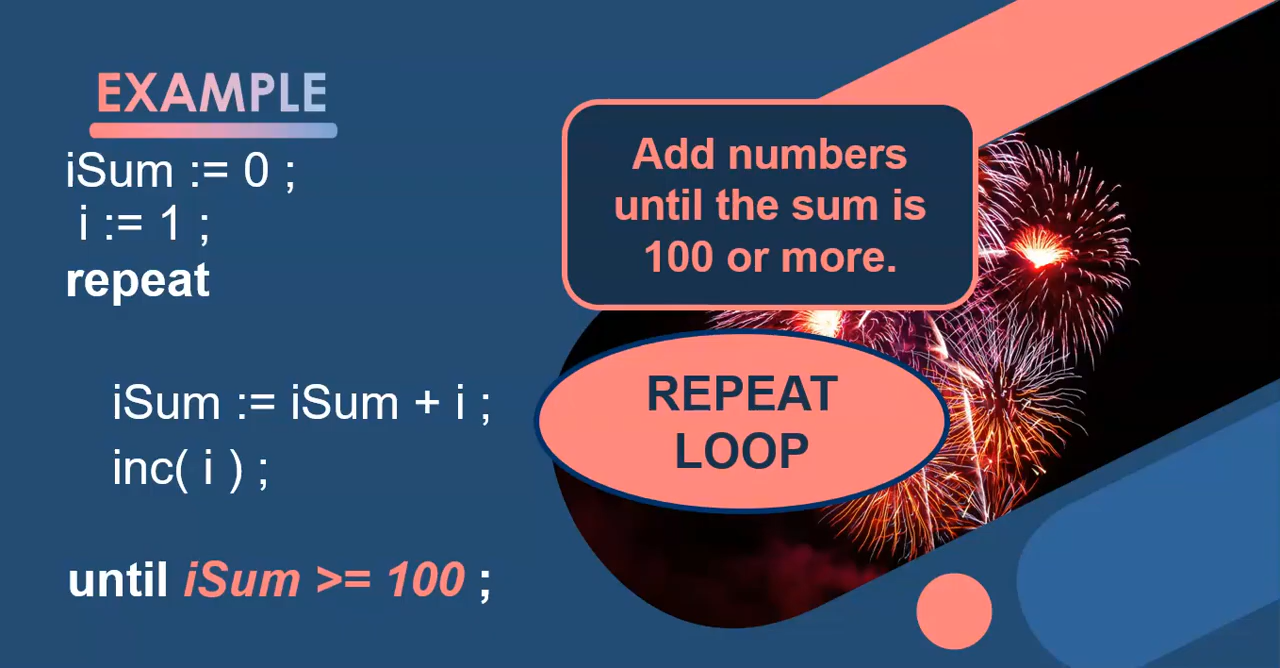 EXAMPLE
iSum := 0 ;
i := 1 ;
repeat
iSum := iSum + i ;
inc( i ) ;
until iSum >= 100 ;
Add numbers
until the sum is
100 or more.
REPEAT
LOOP